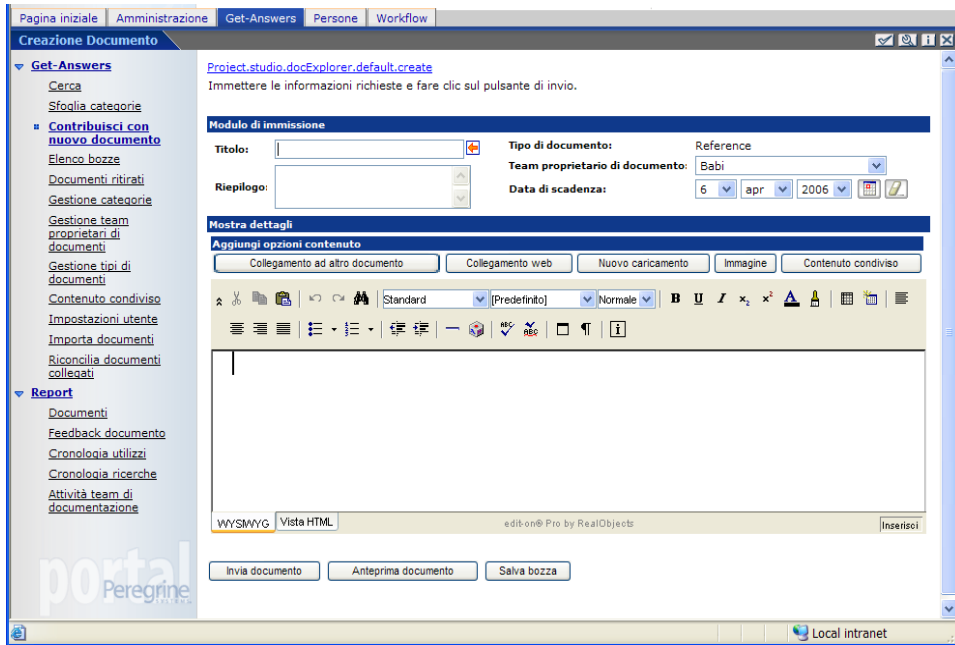 Pagina iniziale Amministrazione Get-Answers Persone Workflow
Creazione Documento
Get-Answers
Cerca
Sfoglia categorie
Contribuisci con
nuovo documento
Elenco bozze
Documenti ritirati
Gestione categorie
Gestione team
proprietari di
documenti
Gestione tipi di
documenti
Contenuto condiviso
Impostazioni utente
Importa documenti
Riconcilia documenti
collegati
Report
Documenti
Feedback documento
Cronologia utilizzi
Cronologia ricerche
Attività team di
documentazione
portal
Peregrine
SYSTEMS
Project.studio.docExplorer.default.create
Immettere le informazioni richieste e fare clic sul pulsante di invio.
Modulo di immissione
Titolo:
Riepilogo:
Tipo di documento: Reference
Team proprietario di documento: Babi
Data di scadenza: 6 apr 2006
Mostra dettagli
Aggiungi opzioni contenuto
Collegamento ad altro documento Collegamento web Nuovo caricamento Immagine Contenuto condiviso
Standard [Predefinito] Normale B U I x₂ x² A
ABC ABC ¶ i
WYSIWYG Vista HTML edit-on® Pro by RealObjects Inserisci
Invia documento Anteprima documento Salva bozza
Local intranet